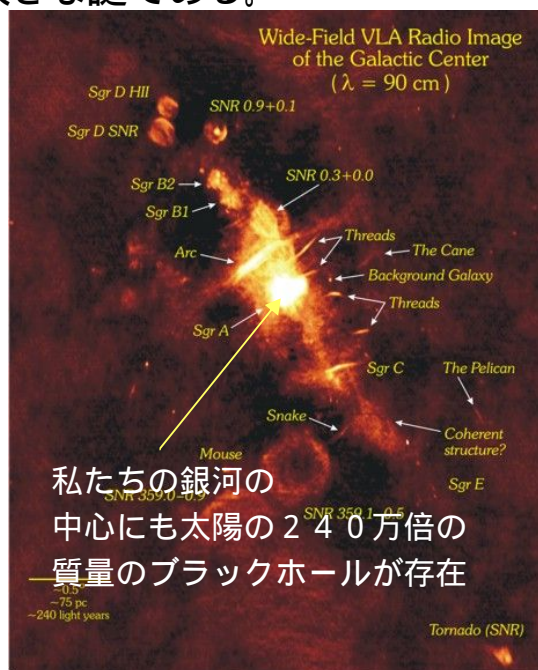 Wide-Field VLA Radio Image
of the Galactic Center
(λ = 90 cm)
Sgr D HII
SNR 0.9+0.1
Sgr D SNR
Sgr B2
SNR 0.3+0.0
Sgr B1
Threads
The Cane
Arc
Background Galaxy
Threads
Sgr A
Sgr C
The Pelican
Snake
Coherent
structure?
Mouse
Sgr E
SNR 359.0-0.9
SNR 359.1-0.5
私たちの銀河の
中心にも太陽の２４０万倍の
質量のブラックホールが存在
~0.5°
~75 pc
~240 light years
Tornado (SNR)